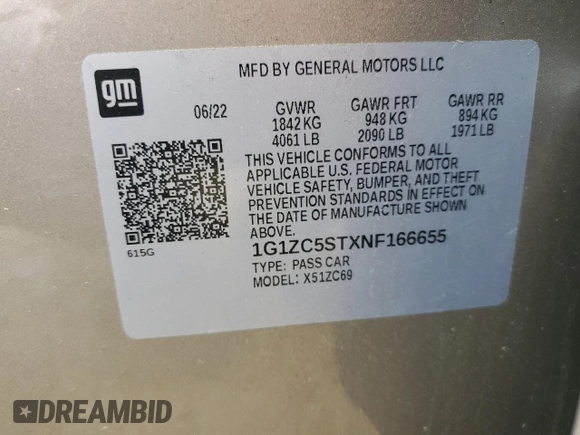 gm
MFD BY GENERAL MOTORS LLC
06/22 GVWR GAWR FRT GAWR RR
1842 KG 948 KG 894 KG
4061 LB 2090 LB 1971 LB
THIS VEHICLE CONFORMS TO ALL
APPLICABLE U.S. FEDERAL MOTOR
VEHICLE SAFETY, BUMPER, AND THEFT
PREVENTION STANDARDS IN EFFECT ON
THE DATE OF MANUFACTURE SHOWN
ABOVE.
615G
1G1ZC5STXNF166655
TYPE: PASS CAR
MODEL: X51ZC69
DREAMBID